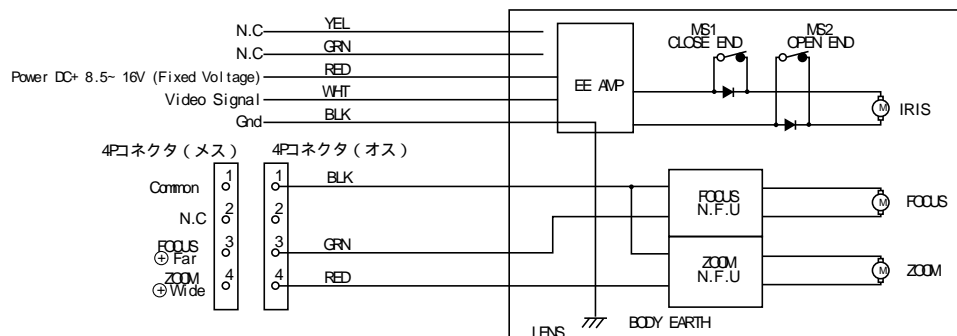 N.C YEL
N.C GRN
Power DC+ 8.5~ 16V (Fixed Voltage) RED
Video Signal WHT
Gnd BLK
EE AMP
MS1
CLOSE END
MS2
OPEN END
M IRIS
4Pコネクタ(メス)
4Pコネクタ(オス)
Common 1
N.C 2
FOCUS
⊕ Far 3
ZOOM
⊕ Wide 4
1 BLK
2
3 GRN
4 RED
FOCUS
N.F.U
M FOCUS
ZOOM
N.F.U
M ZOOM
LENS
BODY EARTH